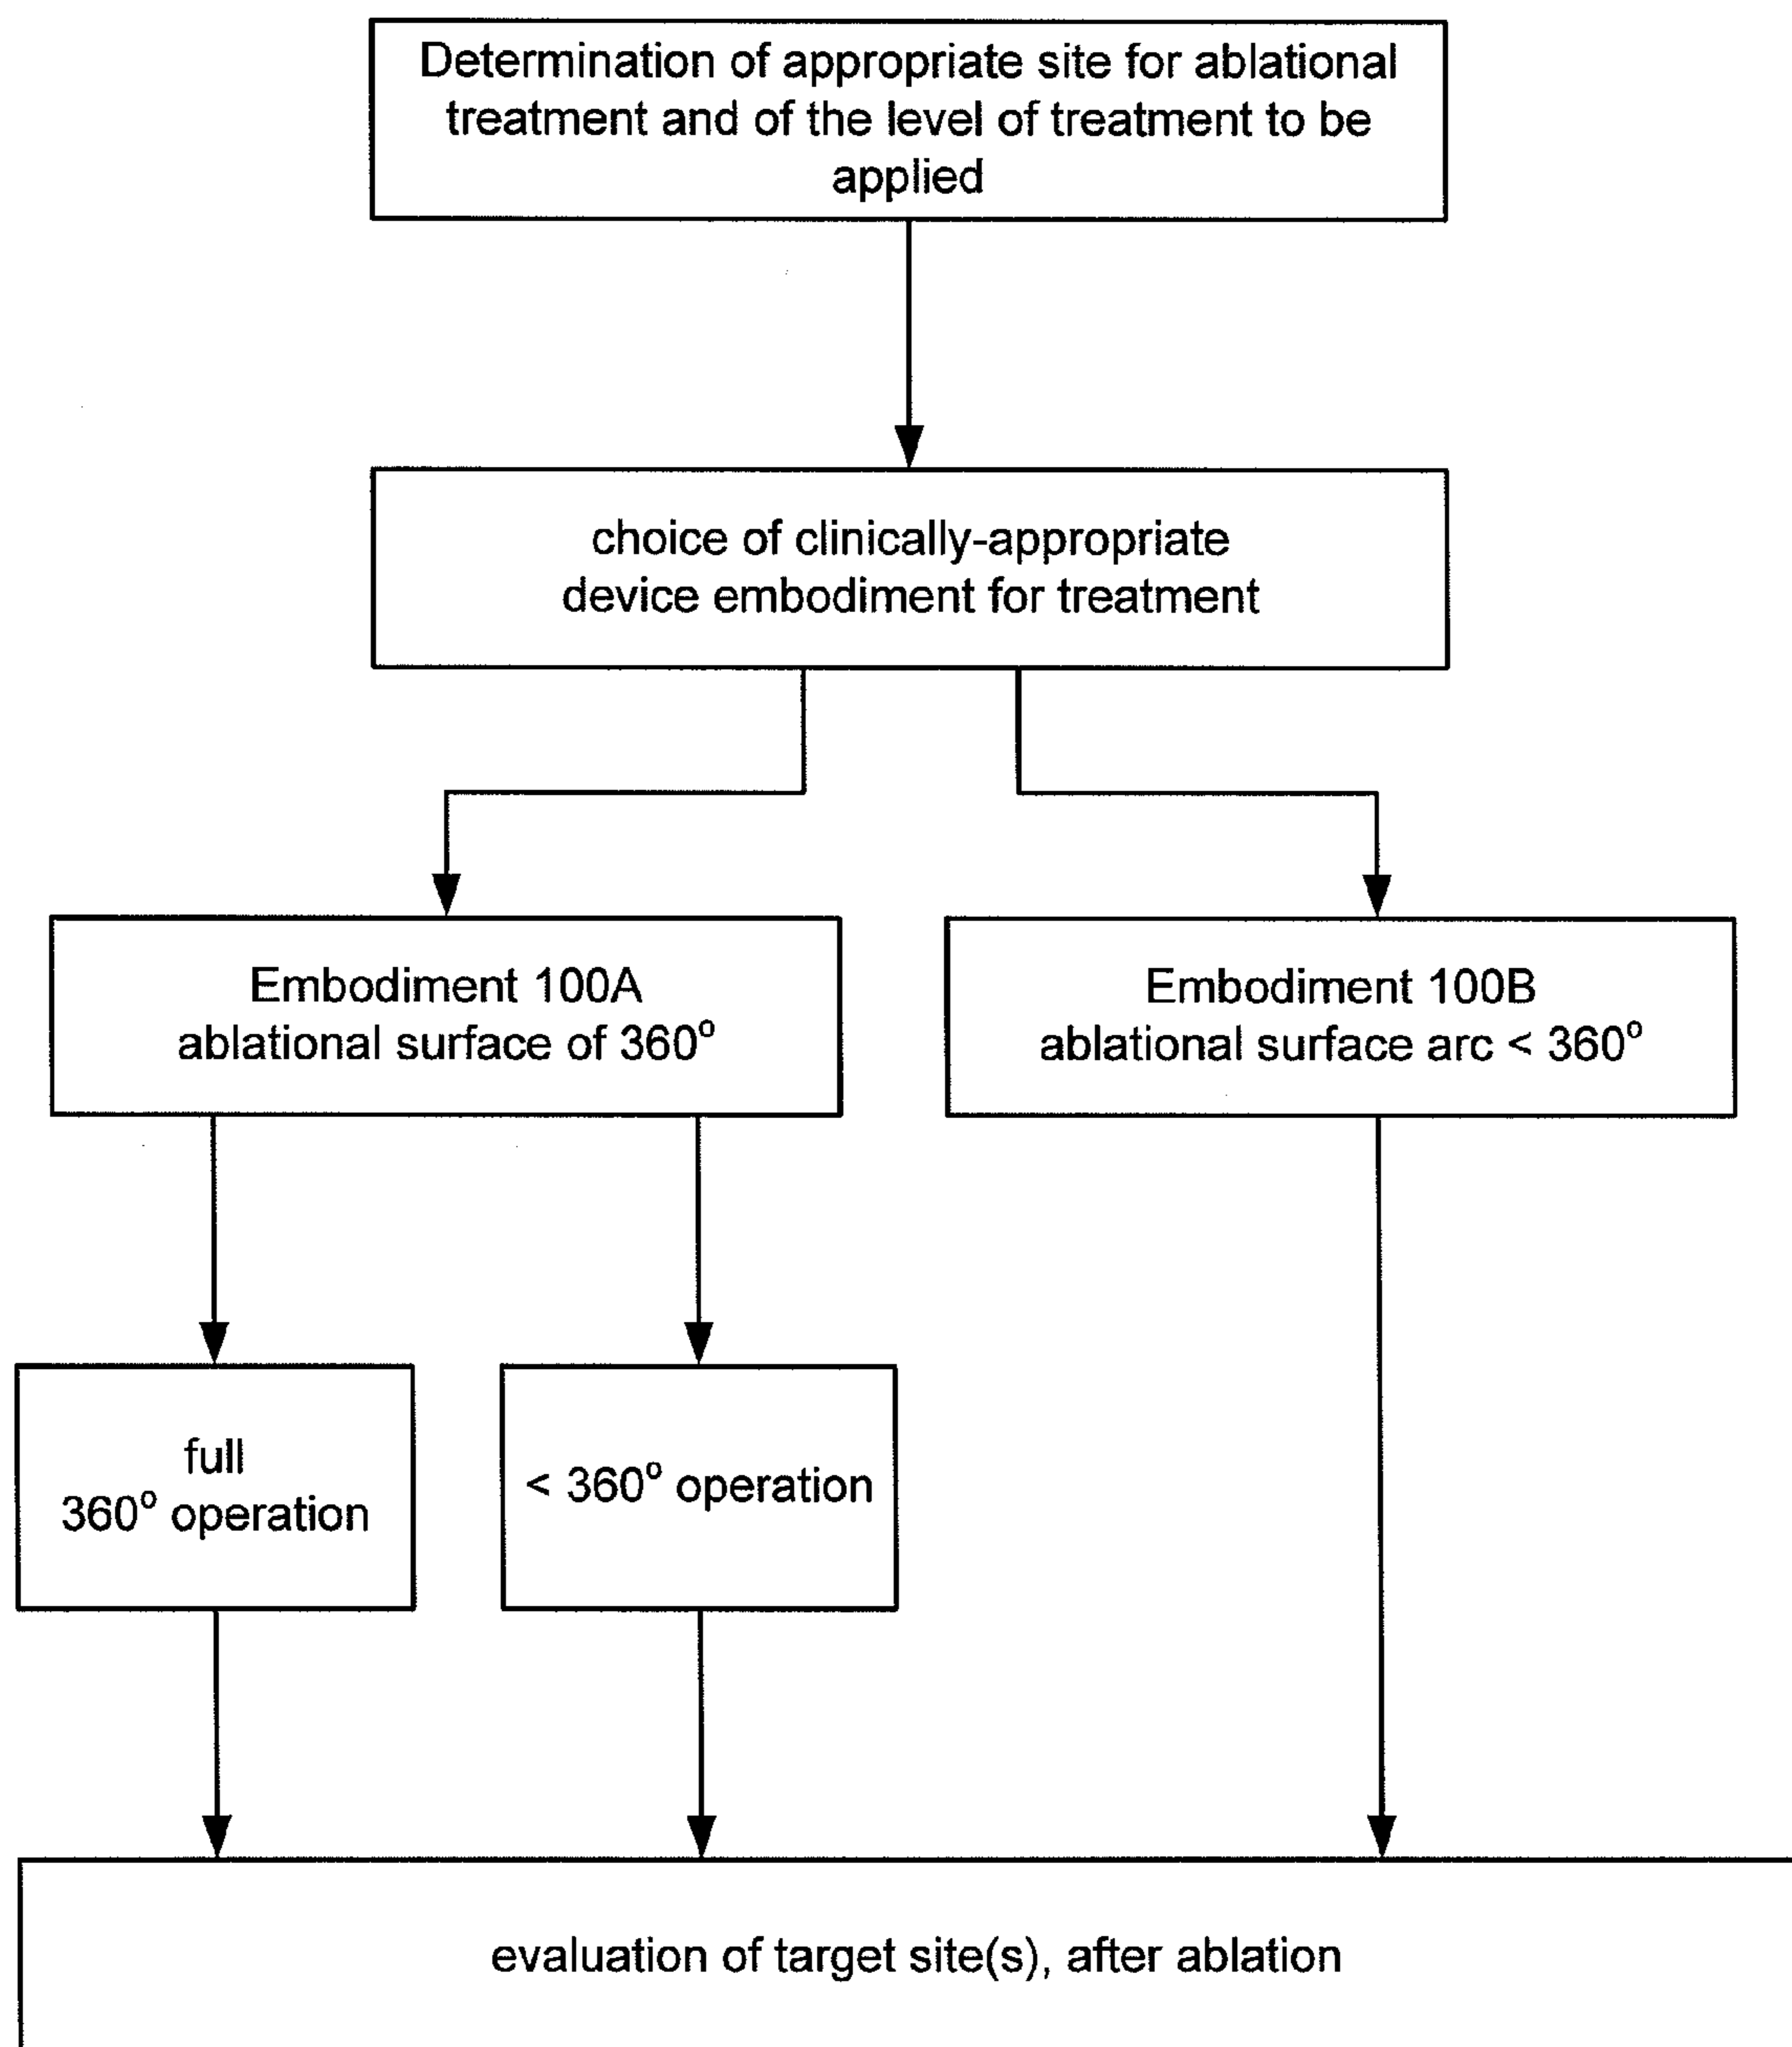 Determination of appropriate site for ablational
treatment and of the level of treatment to be
applied
choice of clinically-appropriate
device embodiment for treatment
Embodiment 100A
ablational surface of 360°
Embodiment 100B
ablational surface arc < 360°
full
360° operation
< 360° operation
evaluation of target site(s), after ablation